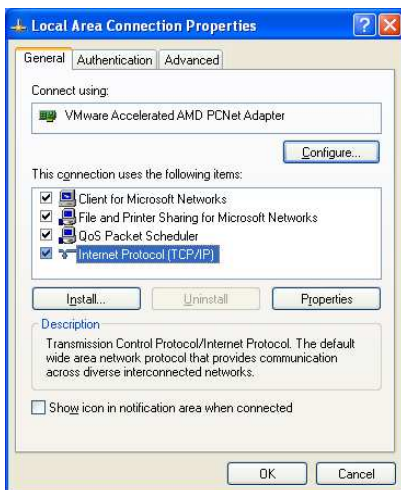 Local Area Connection Properties
General Authentication Advanced
Connect using:
VMware Accelerated AMD PCNet Adapter
Configure...
This connection uses the following items:
Client for Microsoft Networks
File and Printer Sharing for Microsoft Networks
QoS Packet Scheduler
Internet Protocol (TCP/IP)
Install... Uninstall Properties
Description
Transmission Control Protocol/Internet Protocol. The default
wide area network protocol that provides communication
across diverse interconnected networks.
Show icon in notification area when connected
OK Cancel